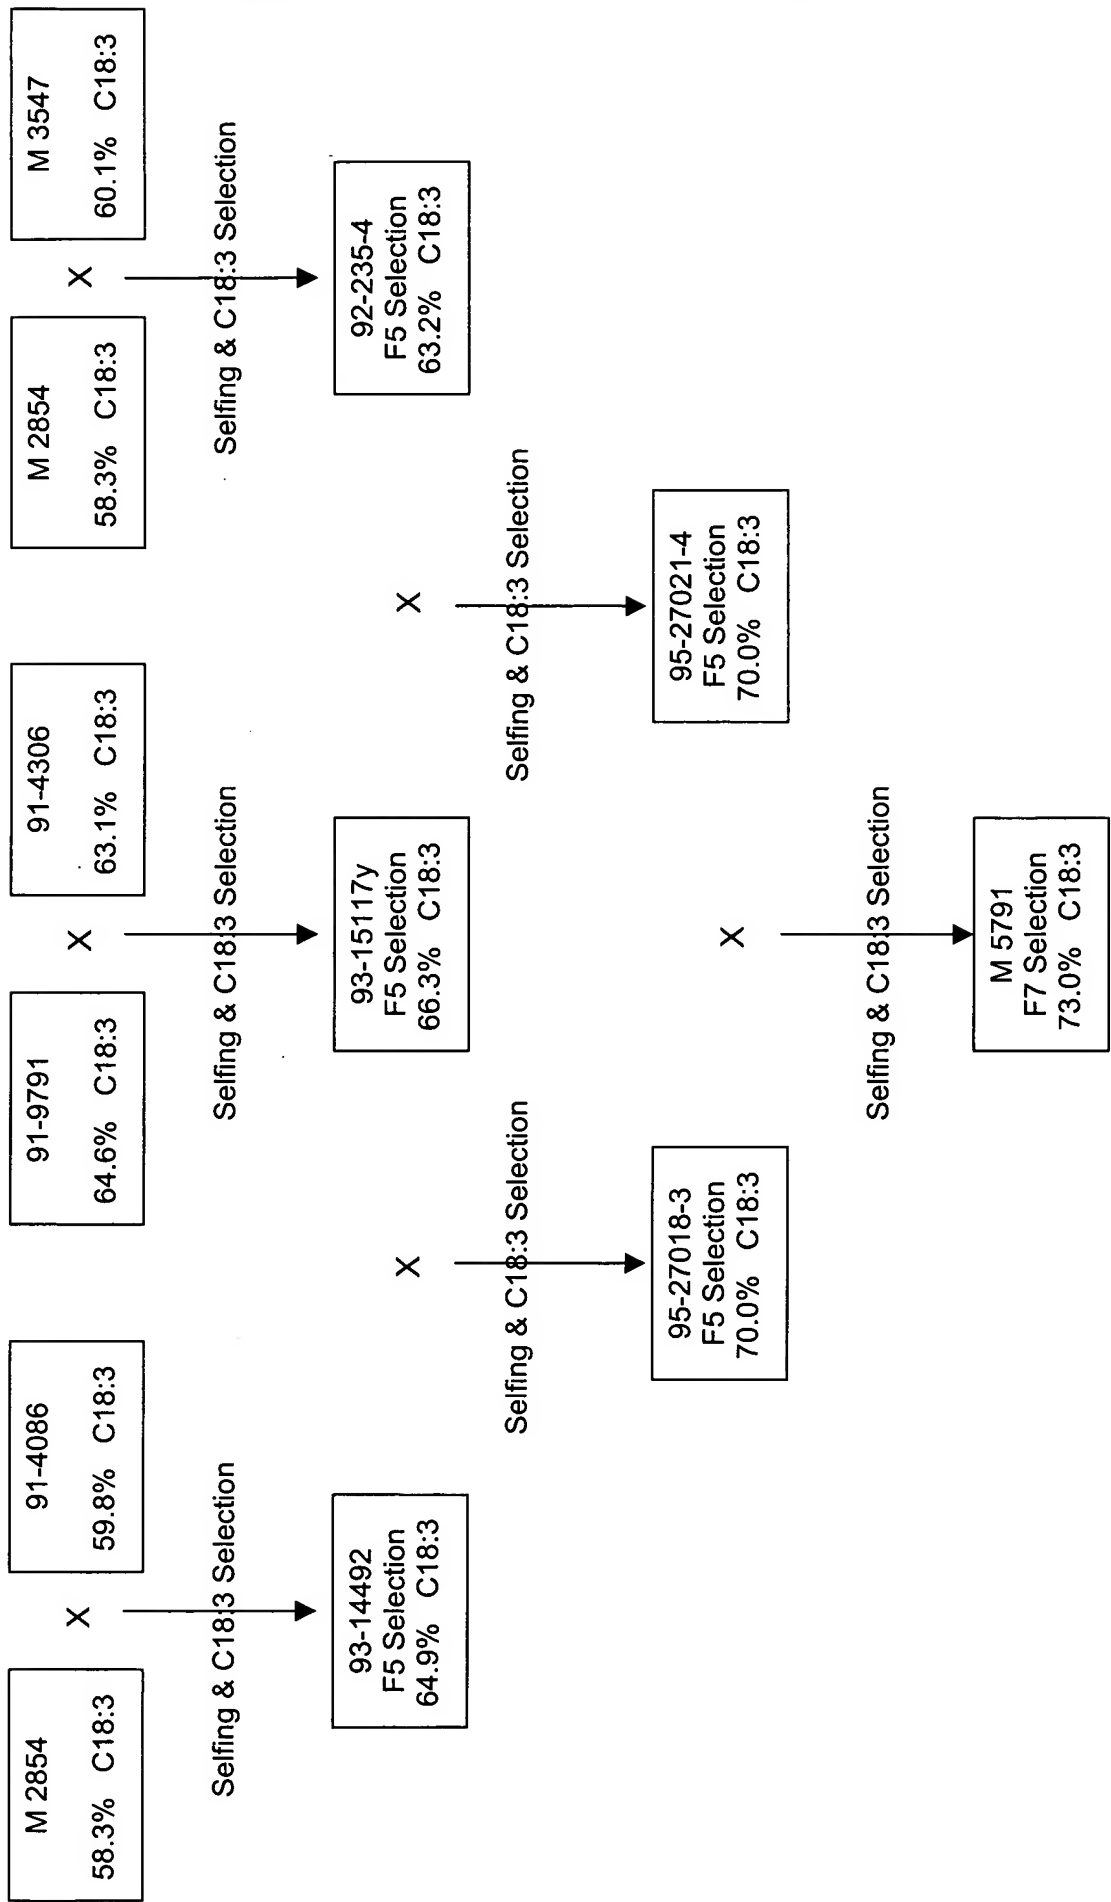 M 2854
58.3% C18:3
X
91-4086
59.8% C18:3
91-9791
64.6% C18:3
X
91-4306
63.1% C18:3
M 2854
58.3% C18:3
X
M 3547
60.1% C18:3
Selfing & C18:3 Selection
Selfing & C18:3 Selection
Selfing & C18:3 Selection
93-14492
F5 Selection
64.9% C18:3
X
93-15117y
F5 Selection
66.3% C18:3
X
92-235-4
F5 Selection
63.2% C18:3
Selfing & C18:3 Selection
Selfing & C18:3 Selection
95-27018-3
F5 Selection
70.0% C18:3
X
95-27021-4
F5 Selection
70.0% C18:3
Selfing & C18:3 Selection
M 5791
F7 Selection
73.0% C18:3